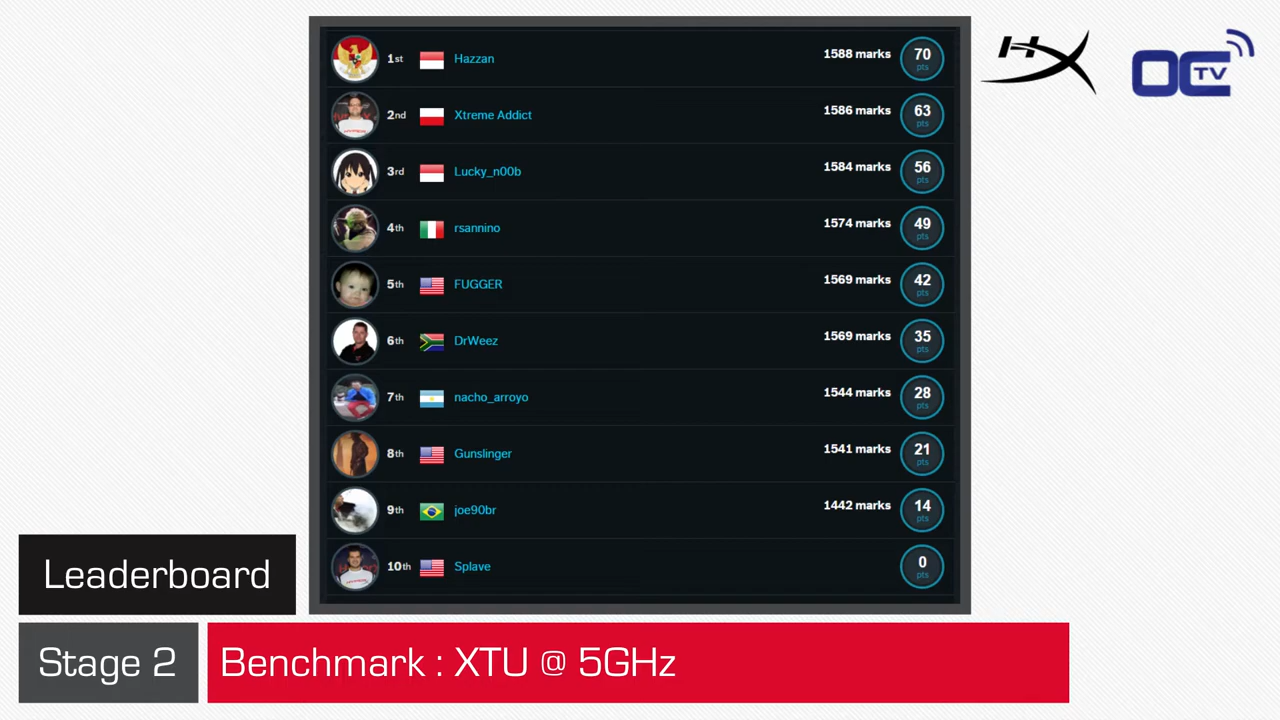 1st Hazzan 1588 marks 70 pts
2nd Xtreme Addict 1586 marks 63 pts
3rd Lucky_n00b 1584 marks 56 pts
4th rsannino 1574 marks 49 pts
5th FUGGER 1569 marks 42 pts
6th DrWeez 1569 marks 35 pts
7th nacho_arroyo 1544 marks 28 pts
8th Gunslinger 1541 marks 21 pts
9th joe90br 1442 marks 14 pts
10th Splave 0 pts
HX
OC TV
Leaderboard
Stage 2
Benchmark : XTU @ 5GHz